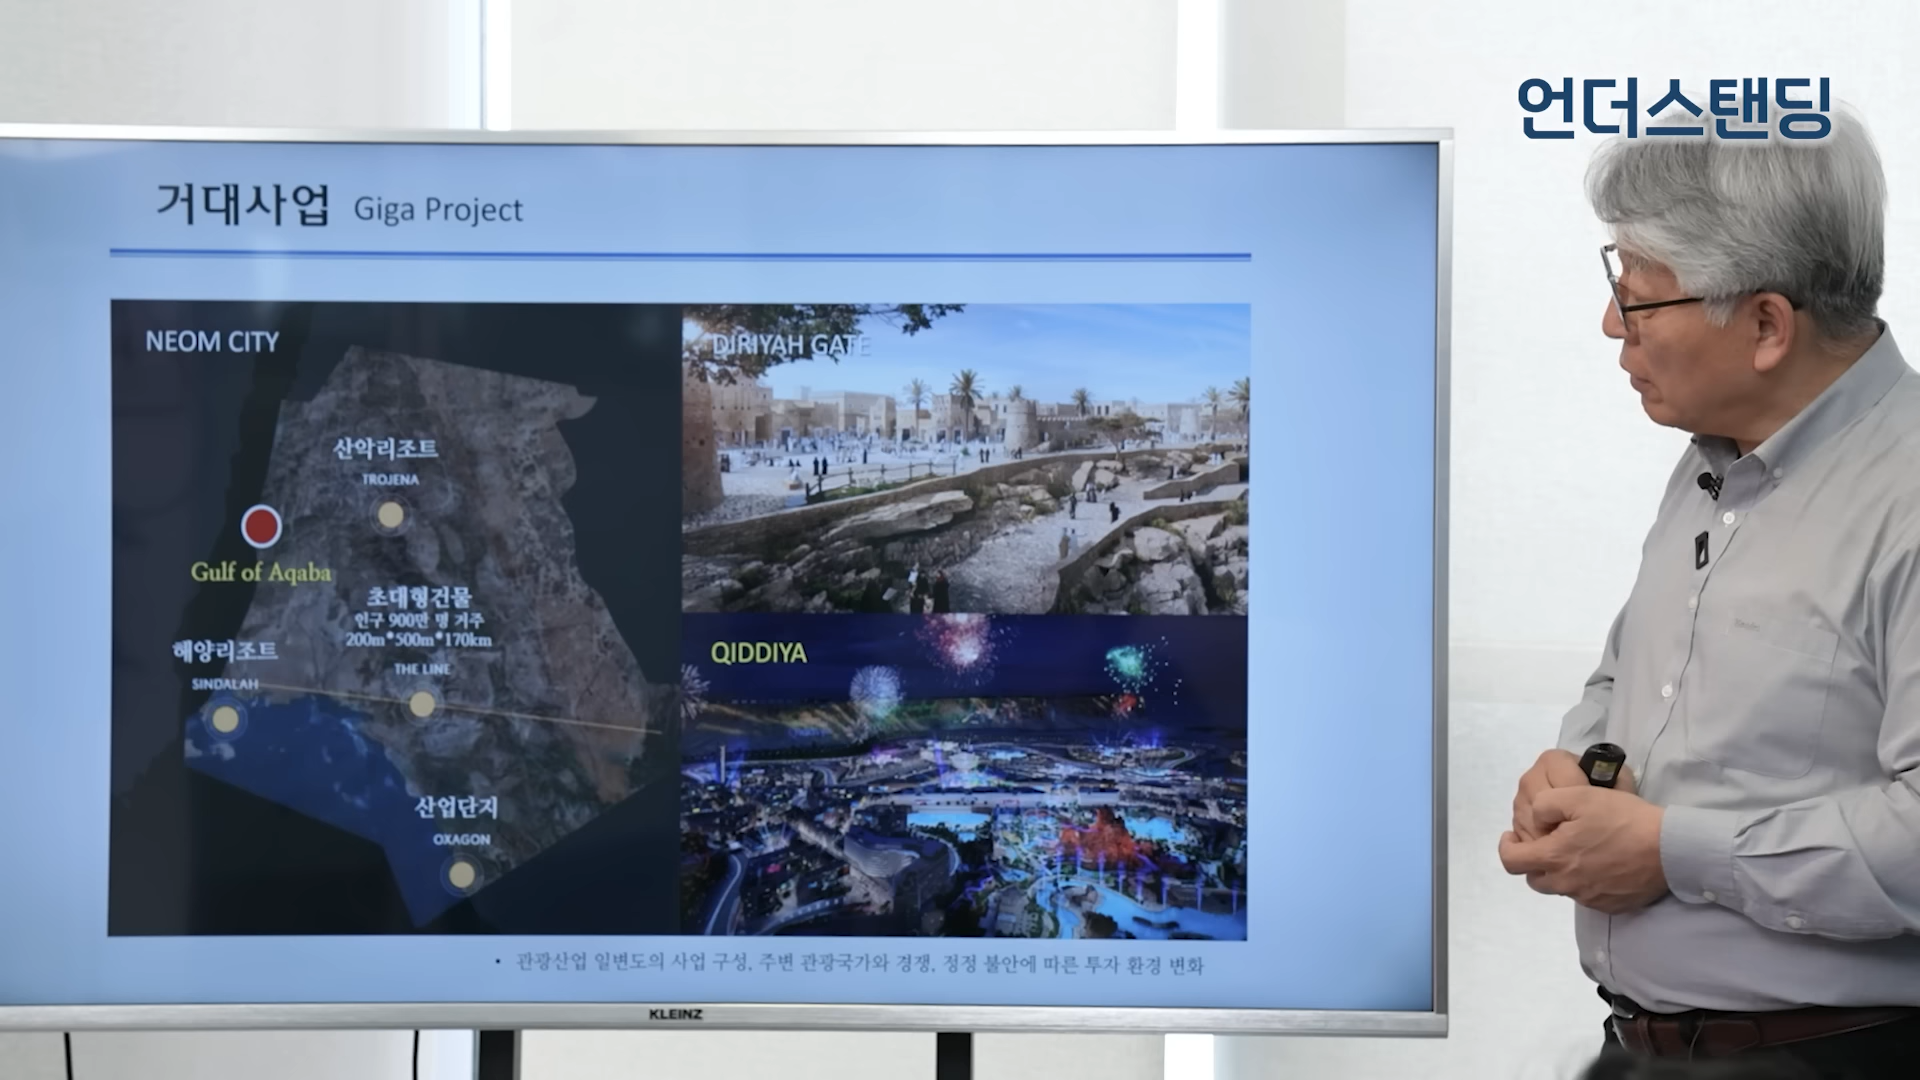 언더스탠딩
거대사업 Giga Project
NEOM CITY
산악리조트
TROJENA
Gulf of Aqaba
초대형건물
인구 900만 명 거주
200m*500m*170km
THE LINE
해양리조트
SINDALAH
산업단지
OXAGON
DIRIYAH GATE
QIDDIYA
• 관광산업 일변도의 사업 구성, 주변 관광국가와 경쟁, 정정 불안에 따른 투자 환경 변화
KLEINZ